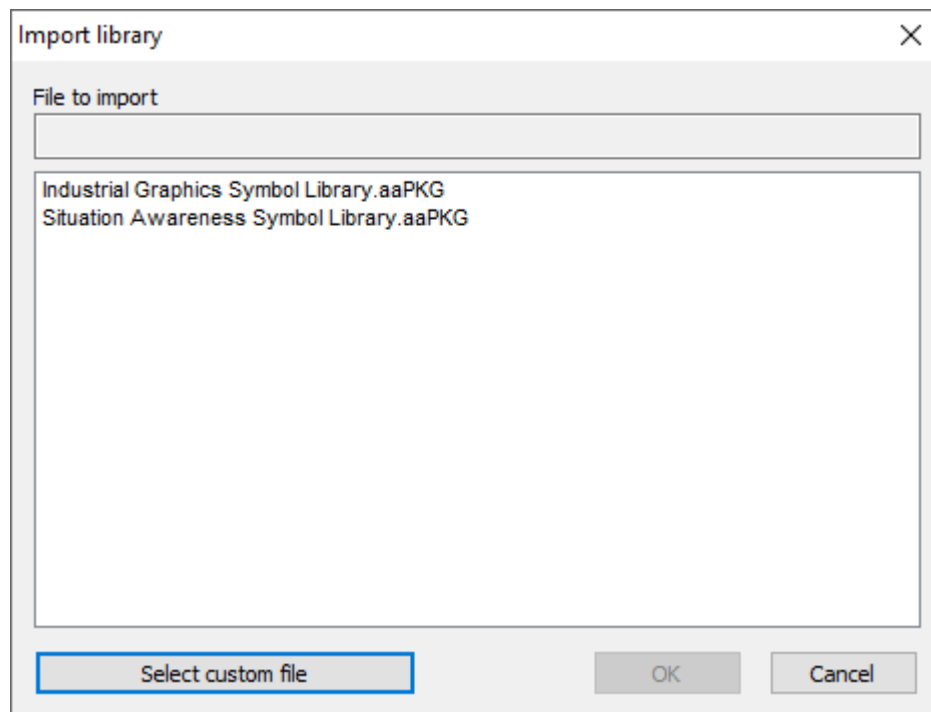 Import library
File to import
Industrial Graphics Symbol Library.aaPKG
Situation Awareness Symbol Library.aaPKG
Select custom file
OK
Cancel